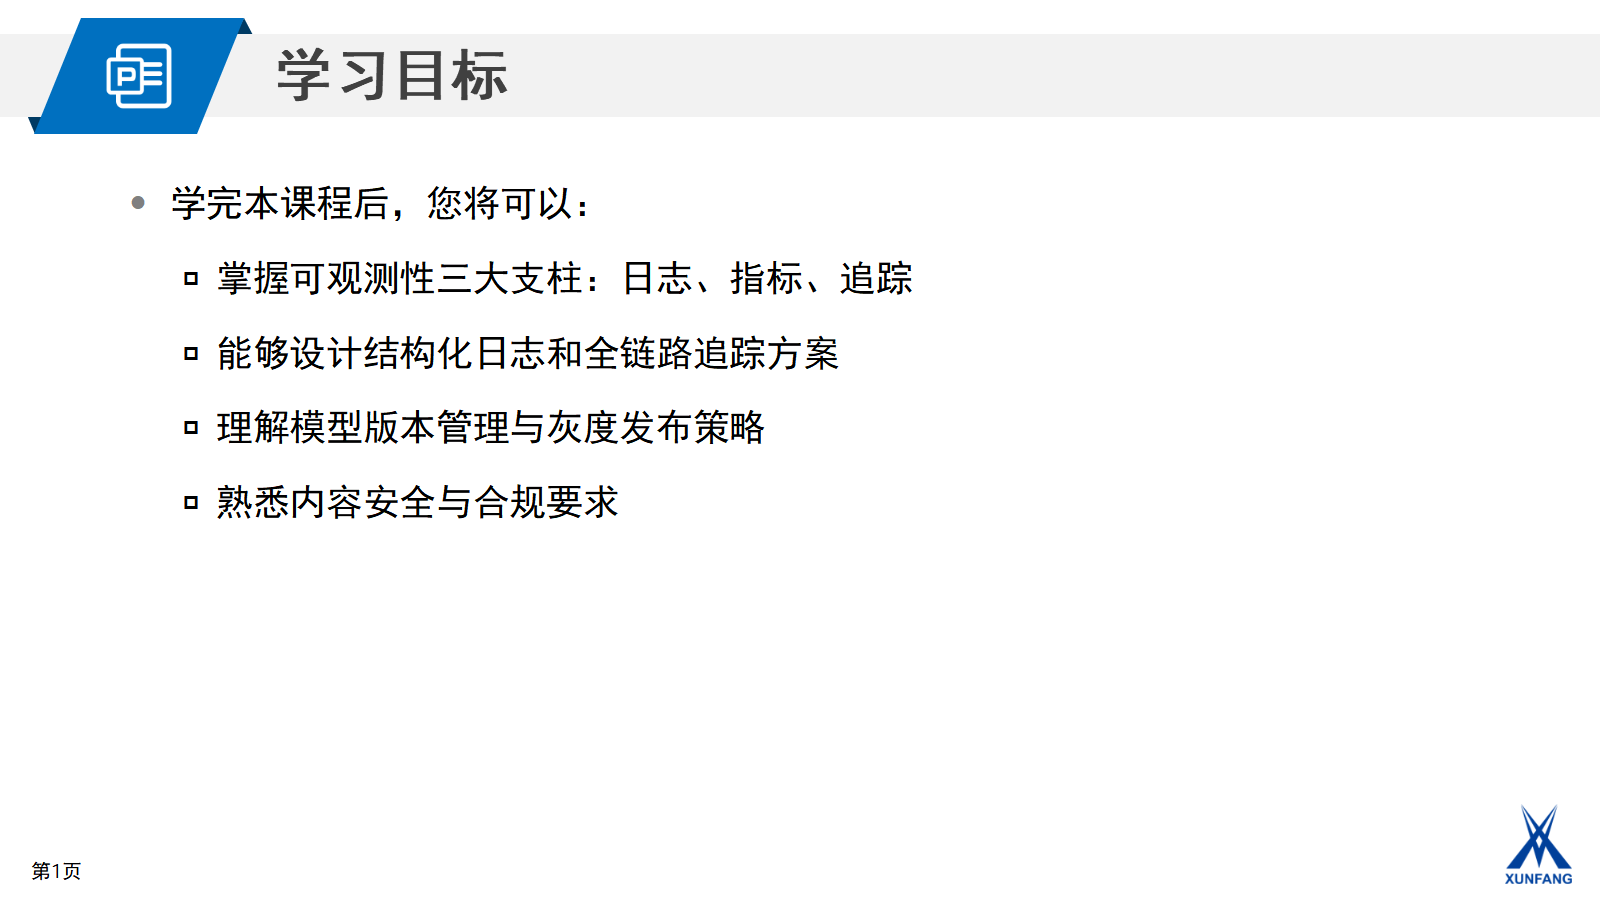 学习目标
学完本课程后，您将可以：
掌握可观测性三大支柱：日志、指标、追踪
能够设计结构化日志和全链路追踪方案
理解模型版本管理与灰度发布策略
熟悉内容安全与合规要求
第1页
XUNFANG